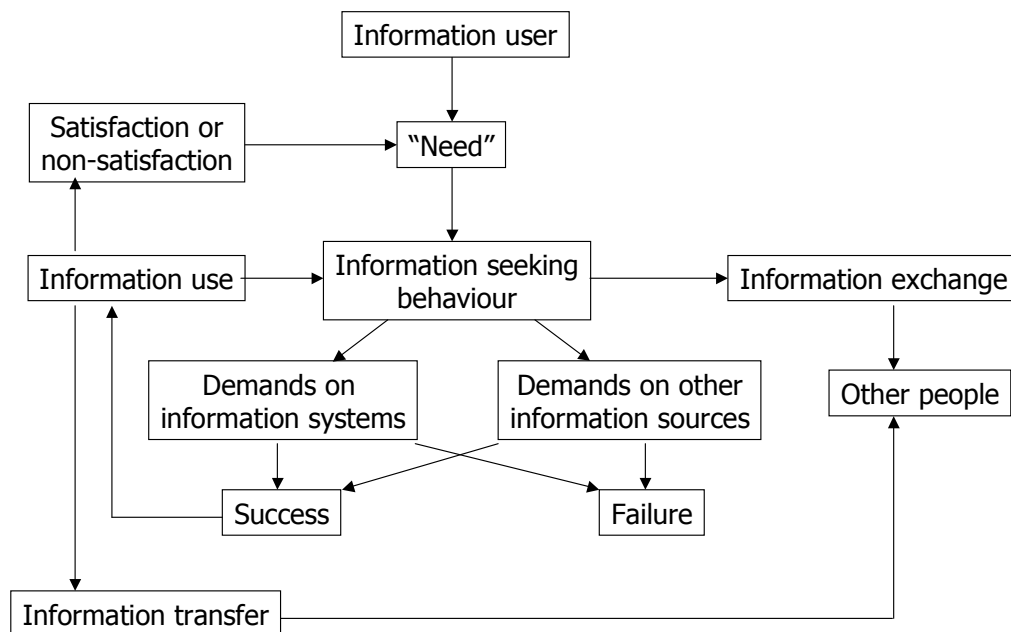 Information user
Satisfaction or
non-satisfaction
“Need”
Information use
Information seeking
behaviour
Information exchange
Demands on
information systems
Demands on other
information sources
Other people
Success
Failure
Information transfer